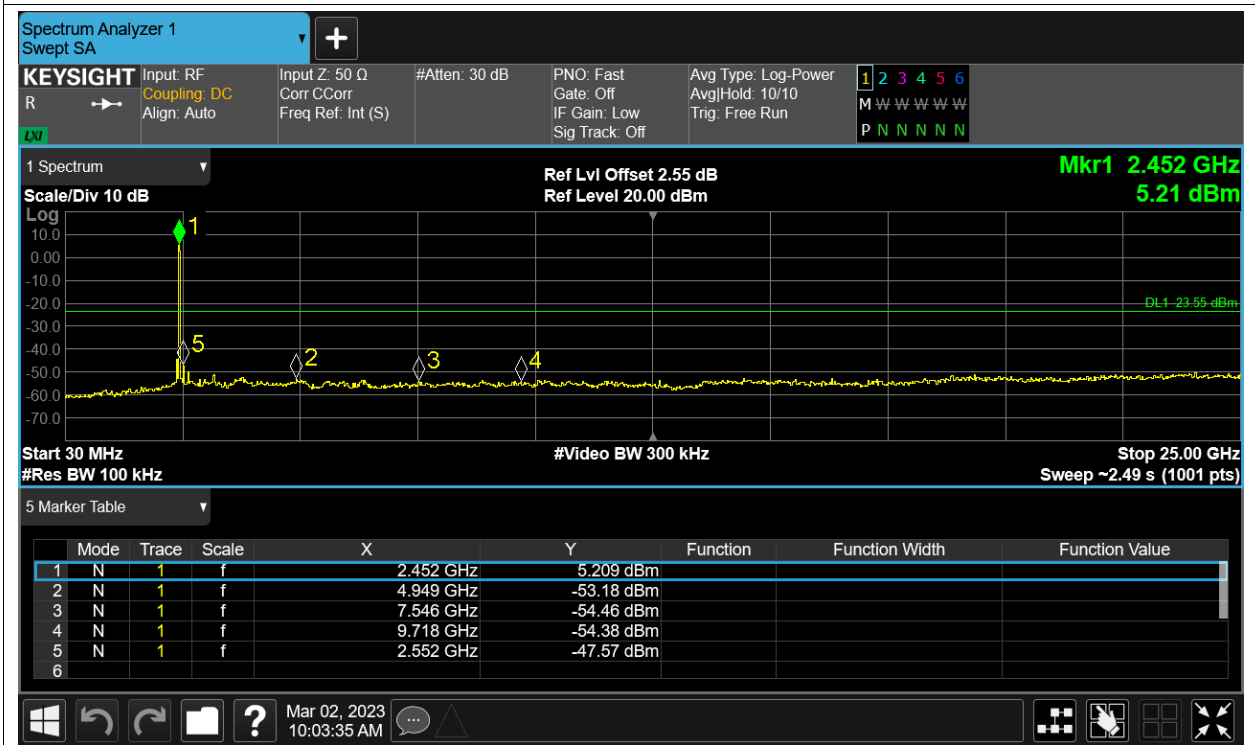 Spectrum Analyzer 1
Swept SA
KEYSIGHT
R
LXI
Input: RF
Coupling: DC
Align: Auto
Input Z: 50 Ω
Corr CCorr
Freq Ref: Int (S)
#Atten: 30 dB
PNO: Fast
Gate: Off
IF Gain: Low
Sig Track: Off
Avg Type: Log-Power
Avg|Hold: 10/10
Trig: Free Run
1 2 3 4 5 6
M W W W W W
P N N N N N
1 Spectrum
Scale/Div 10 dB
Ref Lvl Offset 2.55 dB
Ref Level 20.00 dBm
Mkr1 2.452 GHz
5.21 dBm
Log
10.0
0.00
-10.0
-20.0
-30.0
-40.0
-50.0
-60.0
-70.0
1
5
2
3
4
DL1 -23.55 dBm
Start 30 MHz
#Res BW 100 kHz
#Video BW 300 kHz
Stop 25.00 GHz
Sweep ~2.49 s (1001 pts)
5 Marker Table
Mode Trace Scale X Y Function Function Width Function Value
1 N 1 f 2.452 GHz 5.209 dBm
2 N 1 f 4.949 GHz -53.18 dBm
3 N 1 f 7.546 GHz -54.46 dBm
4 N 1 f 9.718 GHz -54.38 dBm
5 N 1 f 2.552 GHz -47.57 dBm
6
?
Mar 02, 2023
10:03:35 AM